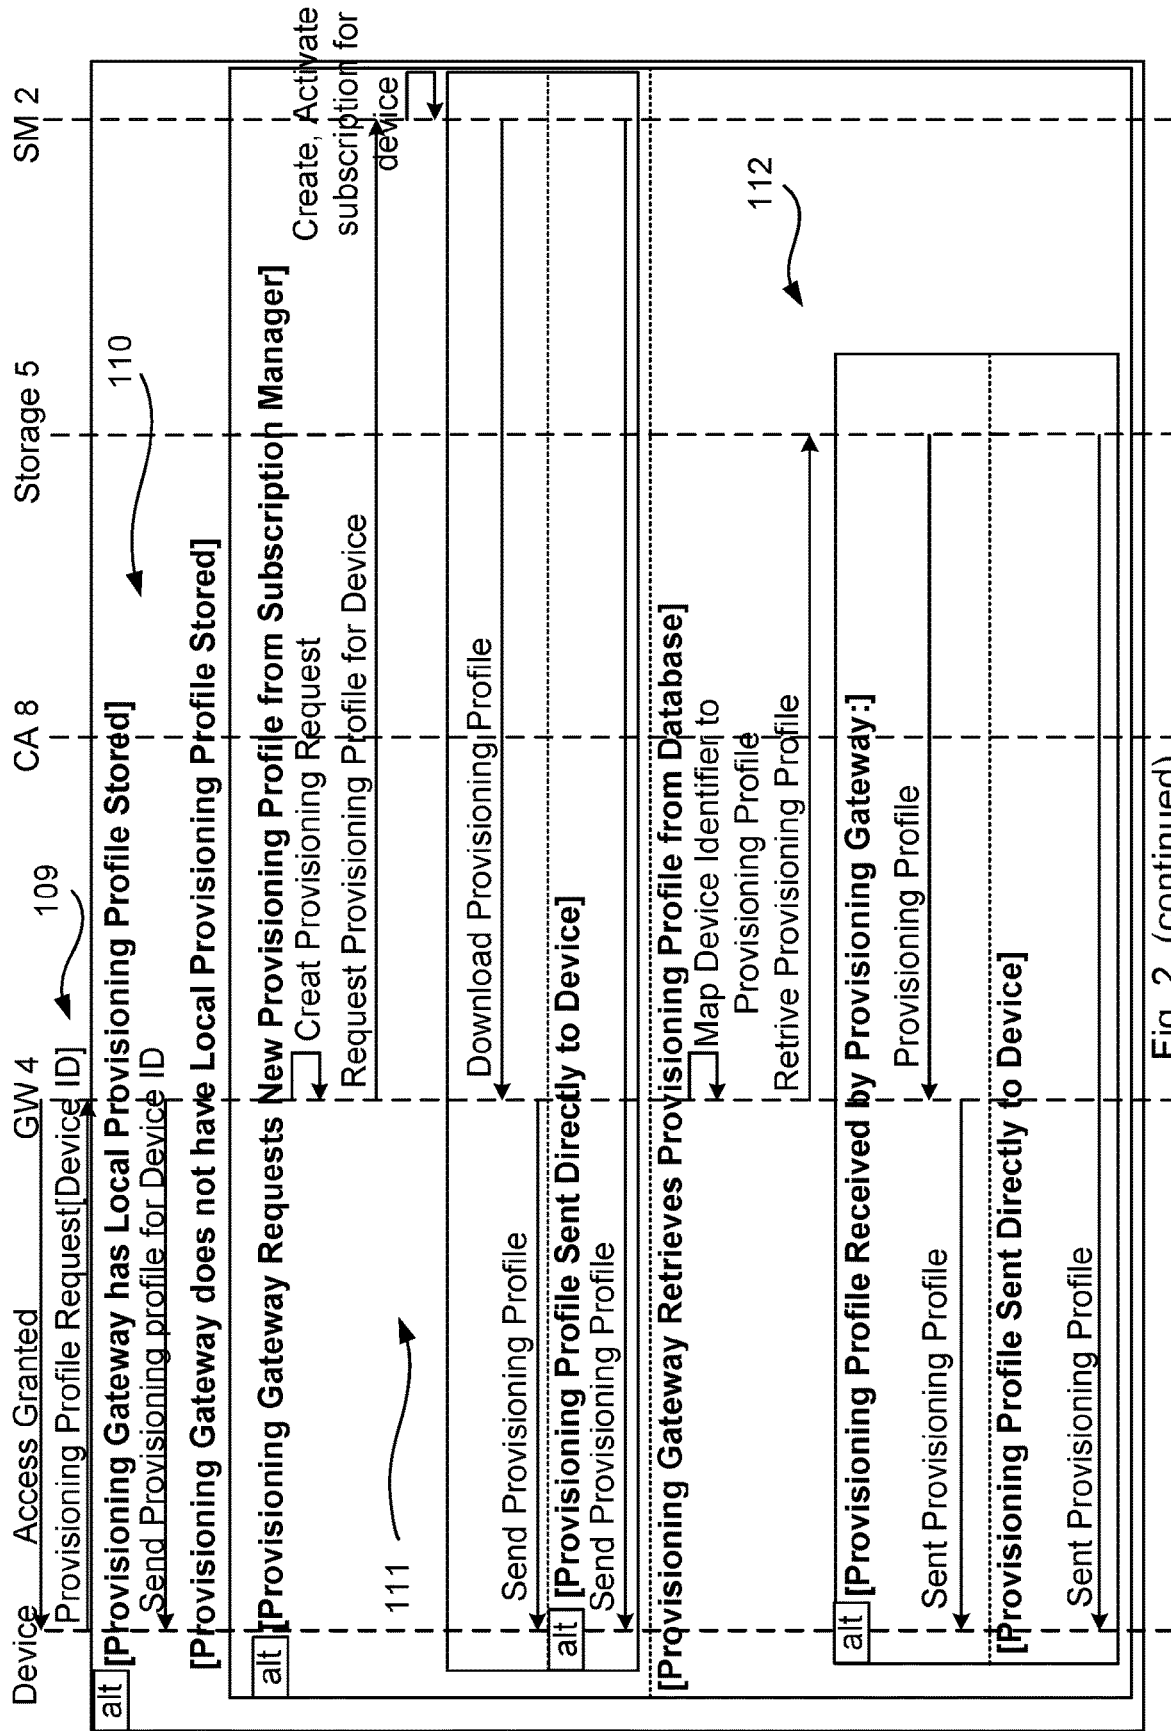 Device
Access Granted
GW 4
CA 8
Storage 5
SM 2
Provisioning Profile Request[Device ID]
109
alt
[Provisioning Gateway has Local Provisioning Profile Stored]
110
Send Provisioning profile for Device ID
[Provisioning Gateway does not have Local Provisioning Profile Stored]
alt
[Provisioning Gateway Requests New Provisioning Profile from Subscription Manager]
Creat Provisioning Request
Request Provisioning Profile for Device
Create, Activate
subscription for
device
111
Download Provisioning Profile
Send Provisioning Profile
alt
[Provisioning Profile Sent Directly to Device]
Send Provisioning Profile
[Provisioning Gateway Retrieves Provisioning Profile from Database]
Map Device Identifier to
Provisioning Profile
Retrive Provisioning Profile
112
alt
[Provisioning Profile Received by Provisioning Gateway:]
Provisioning Profile
Sent Provisioning Profile
[Provisioning Profile Sent Directly to Device]
Sent Provisioning Profile
Fig. 2 (continued)